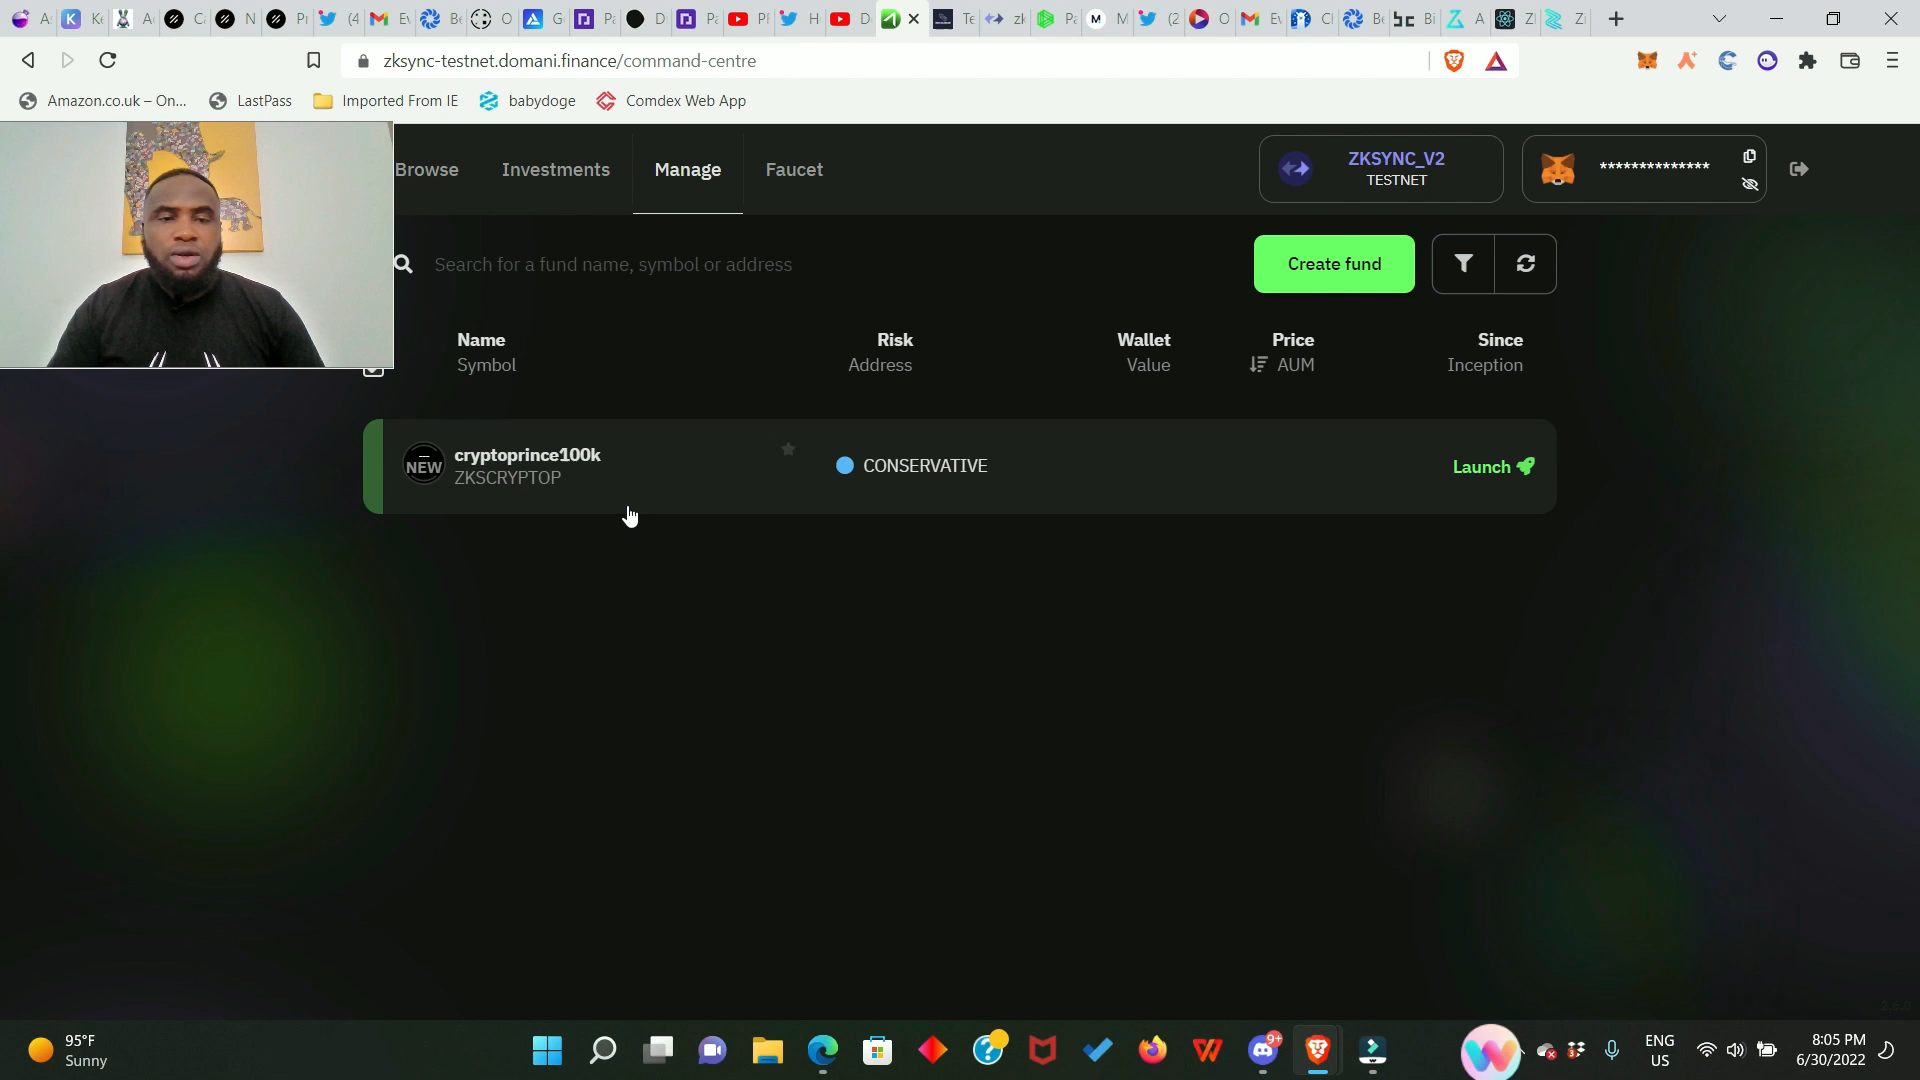 zksync-testnet.domani.finance/command-centre
Amazon.co.uk – On...
LastPass
Imported From IE
babydoge
Comdex Web App
Browse
Investments
Manage
Faucet
ZKSYNC_V2
TESTNET
**************
Search for a fund name, symbol or address
Create fund
Name
Symbol
Risk
Address
Wallet
Value
Price
AUM
Since
Inception
NEW
cryptoprince100k
ZKSCRYPTOP
CONSERVATIVE
Launch
95°F
Sunny
9+
ENG
US
8:05 PM
6/30/2022